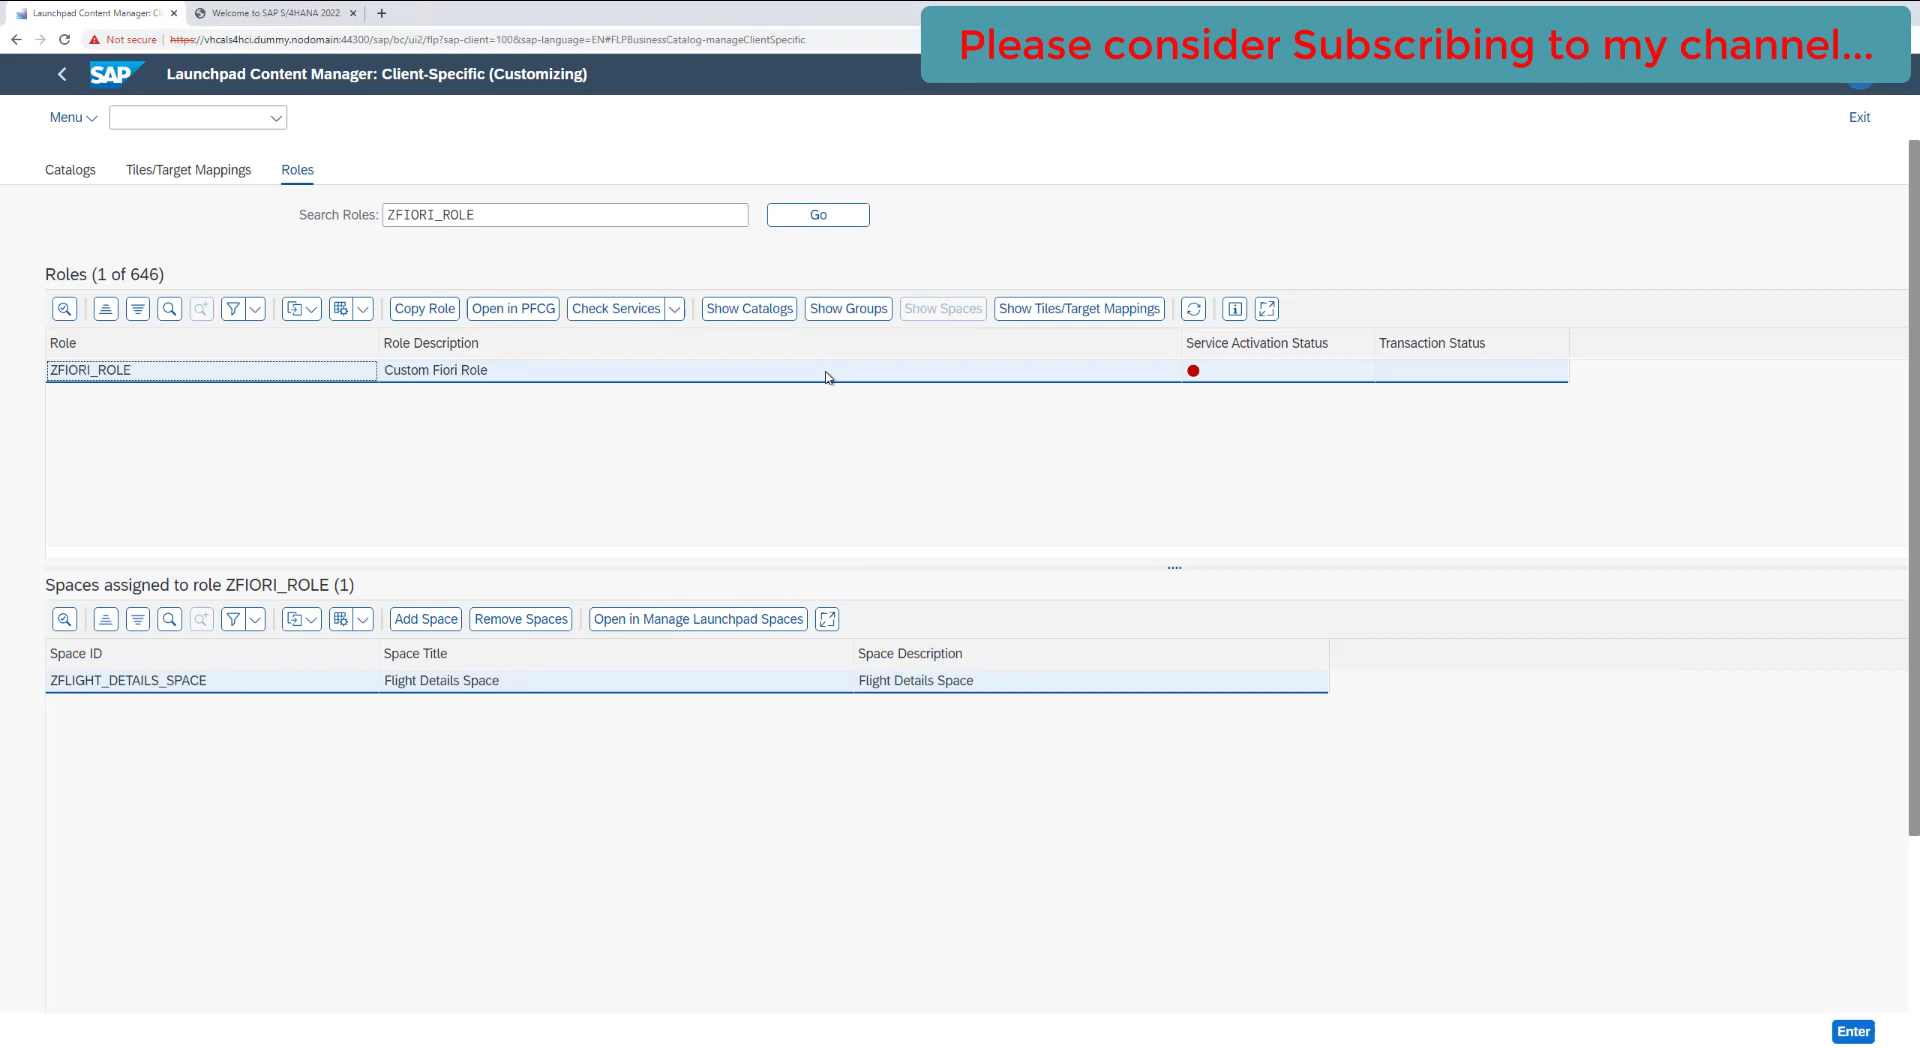 Launchpad Content Manager: Cli
Welcome to SAP S/4HANA 2022
Not secure
https://vhcals4hci.dummy.nodomain:44300/sap/bc/ui2/flp?sap-client=100&sap-language=EN#FLPBusinessCatalog-manageClientSpecific
Please consider Subscribing to my channel...
SAP
Launchpad Content Manager: Client-Specific (Customizing)
Menu
Exit
Catalogs
Tiles/Target Mappings
Roles
Search Roles:
ZFIORI_ROLE
Go
Roles (1 of 646)
Copy Role
Open in PFCG
Check Services
Show Catalogs
Show Groups
Show Spaces
Show Tiles/Target Mappings
Role
Role Description
Service Activation Status
Transaction Status
ZFIORI_ROLE
Custom Fiori Role
Spaces assigned to role ZFIORI_ROLE (1)
Add Space
Remove Spaces
Open in Manage Launchpad Spaces
Space ID
Space Title
Space Description
ZFLIGHT_DETAILS_SPACE
Flight Details Space
Flight Details Space
Enter